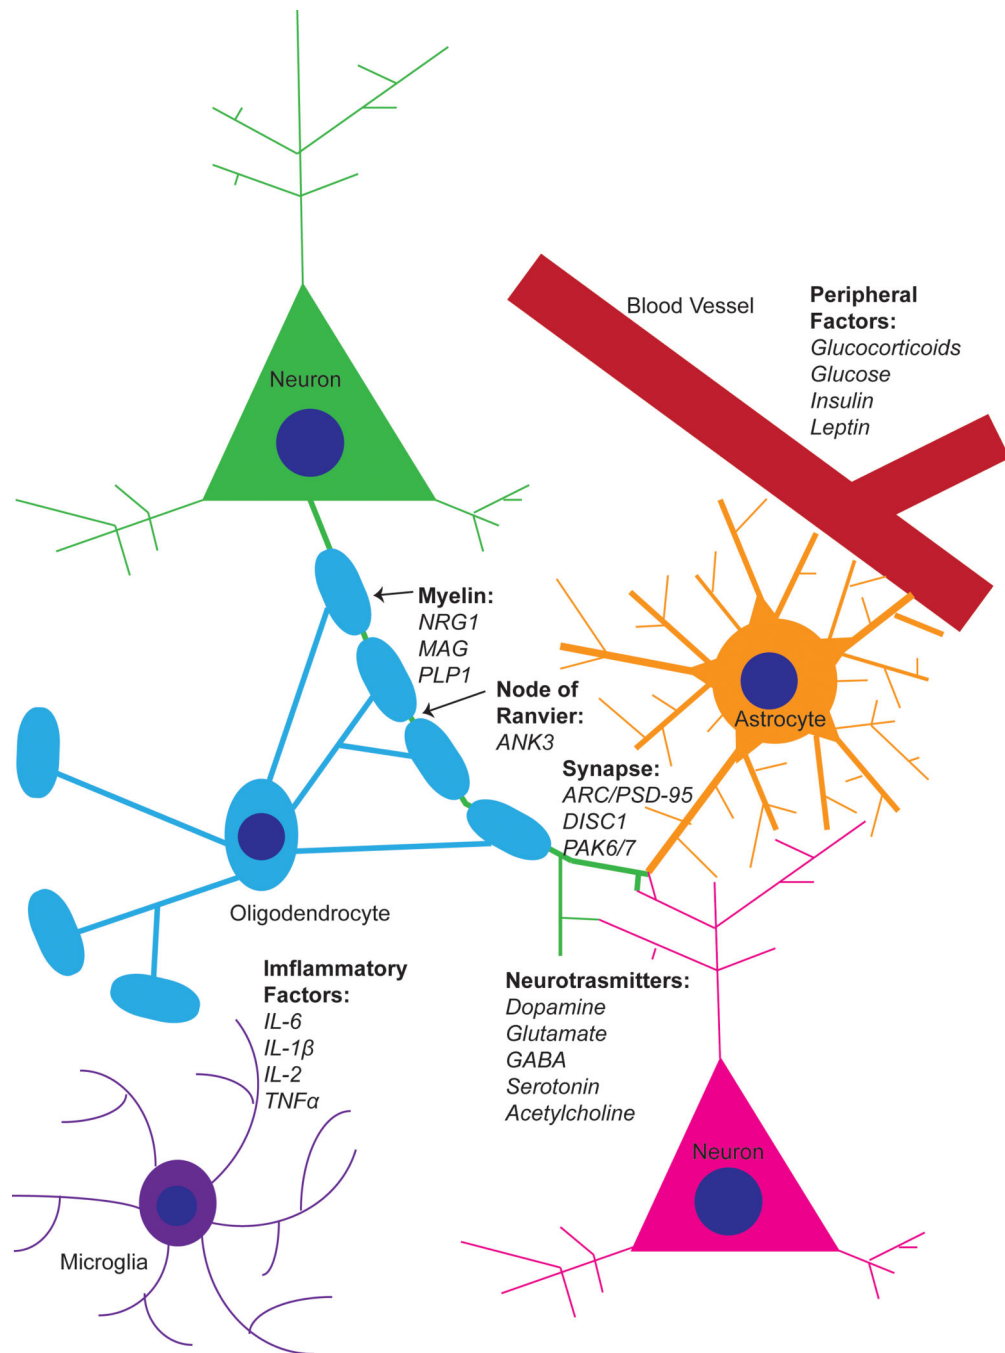 Neuron
Blood Vessel
Peripheral
Factors:
Glucocorticoids
Glucose
Insulin
Leptin
Myelin:
NRG1
MAG
PLP1
Node of
Ranvier:
ANK3
Astrocyte
Synapse:
ARC/PSD-95
DISC1
PAK6/7
Oligodendrocyte
Imflammatory
Factors:
IL-6
IL-1β
IL-2
TNFα
Neurotrasmitters:
Dopamine
Glutamate
GABA
Serotonin
Acetylcholine
Neuron
Microglia